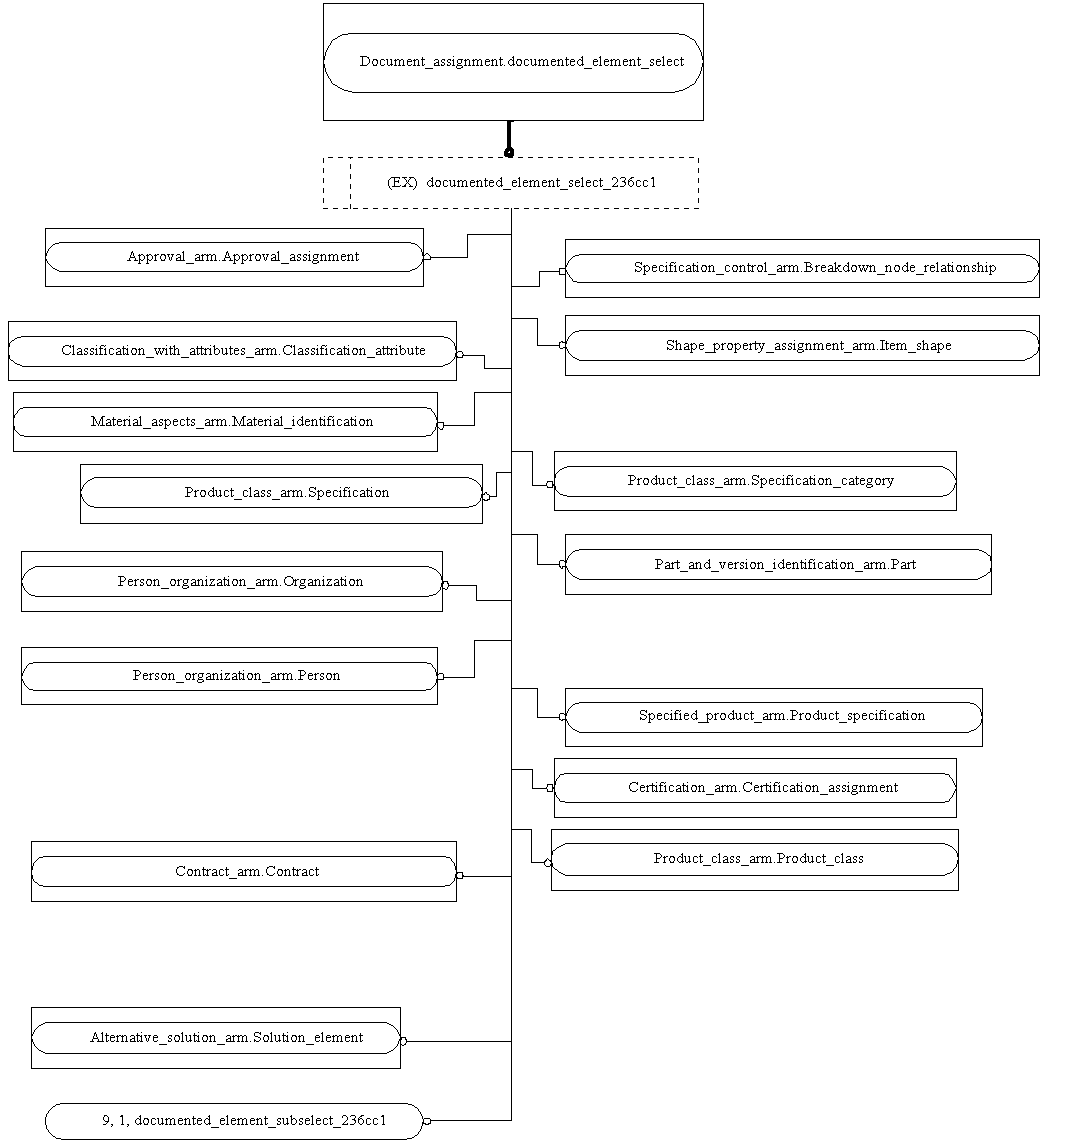 Document_assignment.documented_element_select
(EX) documented_element_select_236cc1
Approval_arm.Approval_assignment
Specification_control_arm.Breakdown_node_relationship
Classification_with_attributes_arm.Classification_attribute
Shape_property_assignment_arm.Item_shape
Material_aspects_arm.Material_identification
Product_class_arm.Specification
Product_class_arm.Specification_category
Person_organization_arm.Organization
Part_and_version_identification_arm.Part
Person_organization_arm.Person
Specified_product_arm.Product_specification
Certification_arm.Certification_assignment
Contract_arm.Contract
Product_class_arm.Product_class
Alternative_solution_arm.Solution_element
9, 1, documented_element_subselect_236cc1